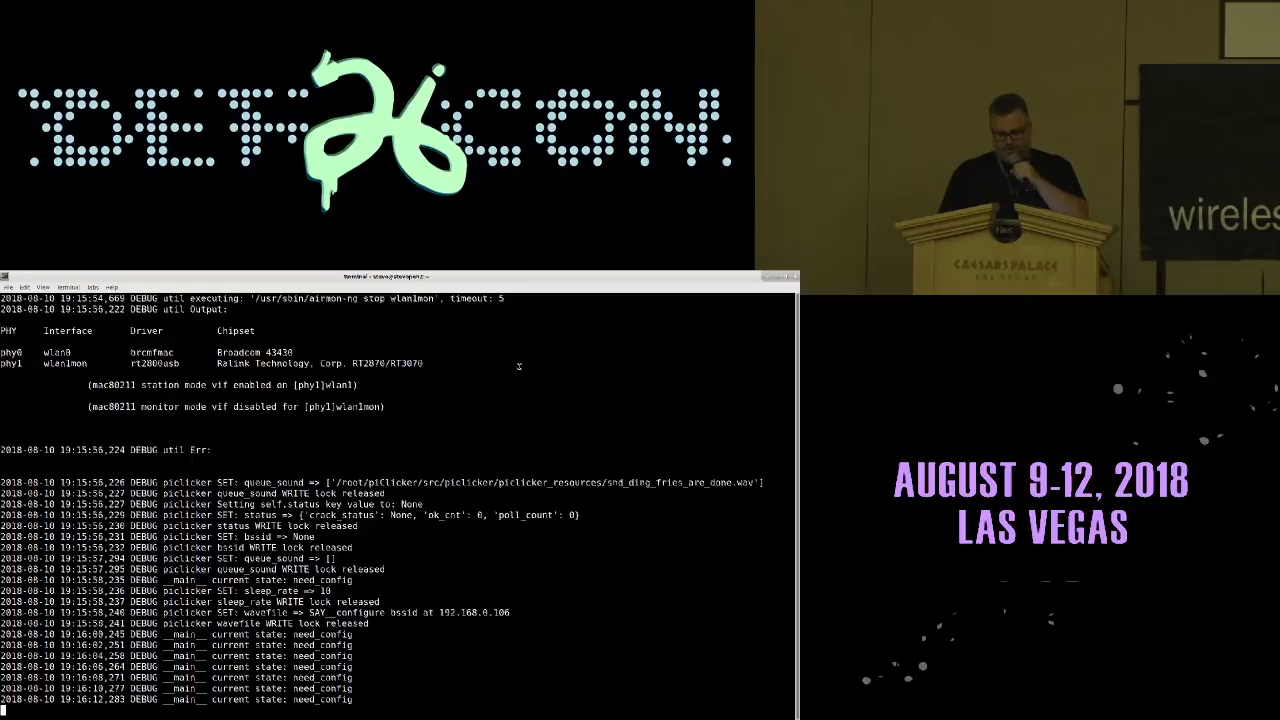 DEF 26 CON
wireles
CAESARS PALACE
LAS VEGAS
Terminal - steve@stevopen2:~
File Edit View Terminal Tabs Help
2018-08-10 19:15:54,669 DEBUG util executing: '/usr/sbin/airmon-ng stop wlan1mon', timeout: 5
2018-08-10 19:15:56,222 DEBUG util Output:
PHY Interface Driver Chipset
phy0 wlan0 brcmfmac Broadcom 43430
phy1 wlan1mon rt2800usb Ralink Technology, Corp. RT2870/RT3070
(mac80211 station mode vif enabled on [phy1]wlan1)
(mac80211 monitor mode vif disabled for [phy1]wlan1mon)
2018-08-10 19:15:56,224 DEBUG util Err:
2018-08-10 19:15:56,226 DEBUG piclicker SET: queue_sound => ['/root/piClicker/src/piclicker/piclicker_resources/snd_ding_fries_are_done.wav']
2018-08-10 19:15:56,227 DEBUG piclicker queue_sound WRITE lock released
2018-08-10 19:15:56,227 DEBUG piclicker Setting self.status key value to: None
2018-08-10 19:15:56,229 DEBUG piclicker SET: status => {'crack_status': None, 'ok_cnt': 0, 'poll_count': 0}
2018-08-10 19:15:56,230 DEBUG piclicker status WRITE lock released
2018-08-10 19:15:56,231 DEBUG piclicker SET: bssid => None
2018-08-10 19:15:56,232 DEBUG piclicker bssid WRITE lock released
2018-08-10 19:15:57,294 DEBUG piclicker SET: queue_sound => []
2018-08-10 19:15:57,295 DEBUG piclicker queue_sound WRITE lock released
2018-08-10 19:15:58,235 DEBUG __main__ current state: need_config
2018-08-10 19:15:58,236 DEBUG piclicker SET: sleep_rate => 10
2018-08-10 19:15:58,237 DEBUG piclicker sleep_rate WRITE lock released
2018-08-10 19:15:58,240 DEBUG piclicker SET: wavefile => SAY__configure bssid at 192.168.0.106
2018-08-10 19:15:58,241 DEBUG piclicker wavefile WRITE lock released
2018-08-10 19:16:00,245 DEBUG __main__ current state: need_config
2018-08-10 19:16:02,251 DEBUG __main__ current state: need_config
2018-08-10 19:16:04,258 DEBUG __main__ current state: need_config
2018-08-10 19:16:06,264 DEBUG __main__ current state: need_config
2018-08-10 19:16:08,271 DEBUG __main__ current state: need_config
2018-08-10 19:16:10,277 DEBUG __main__ current state: need_config
2018-08-10 19:16:12,283 DEBUG __main__ current state: need_config
AUGUST 9-12, 2018
LAS VEGAS